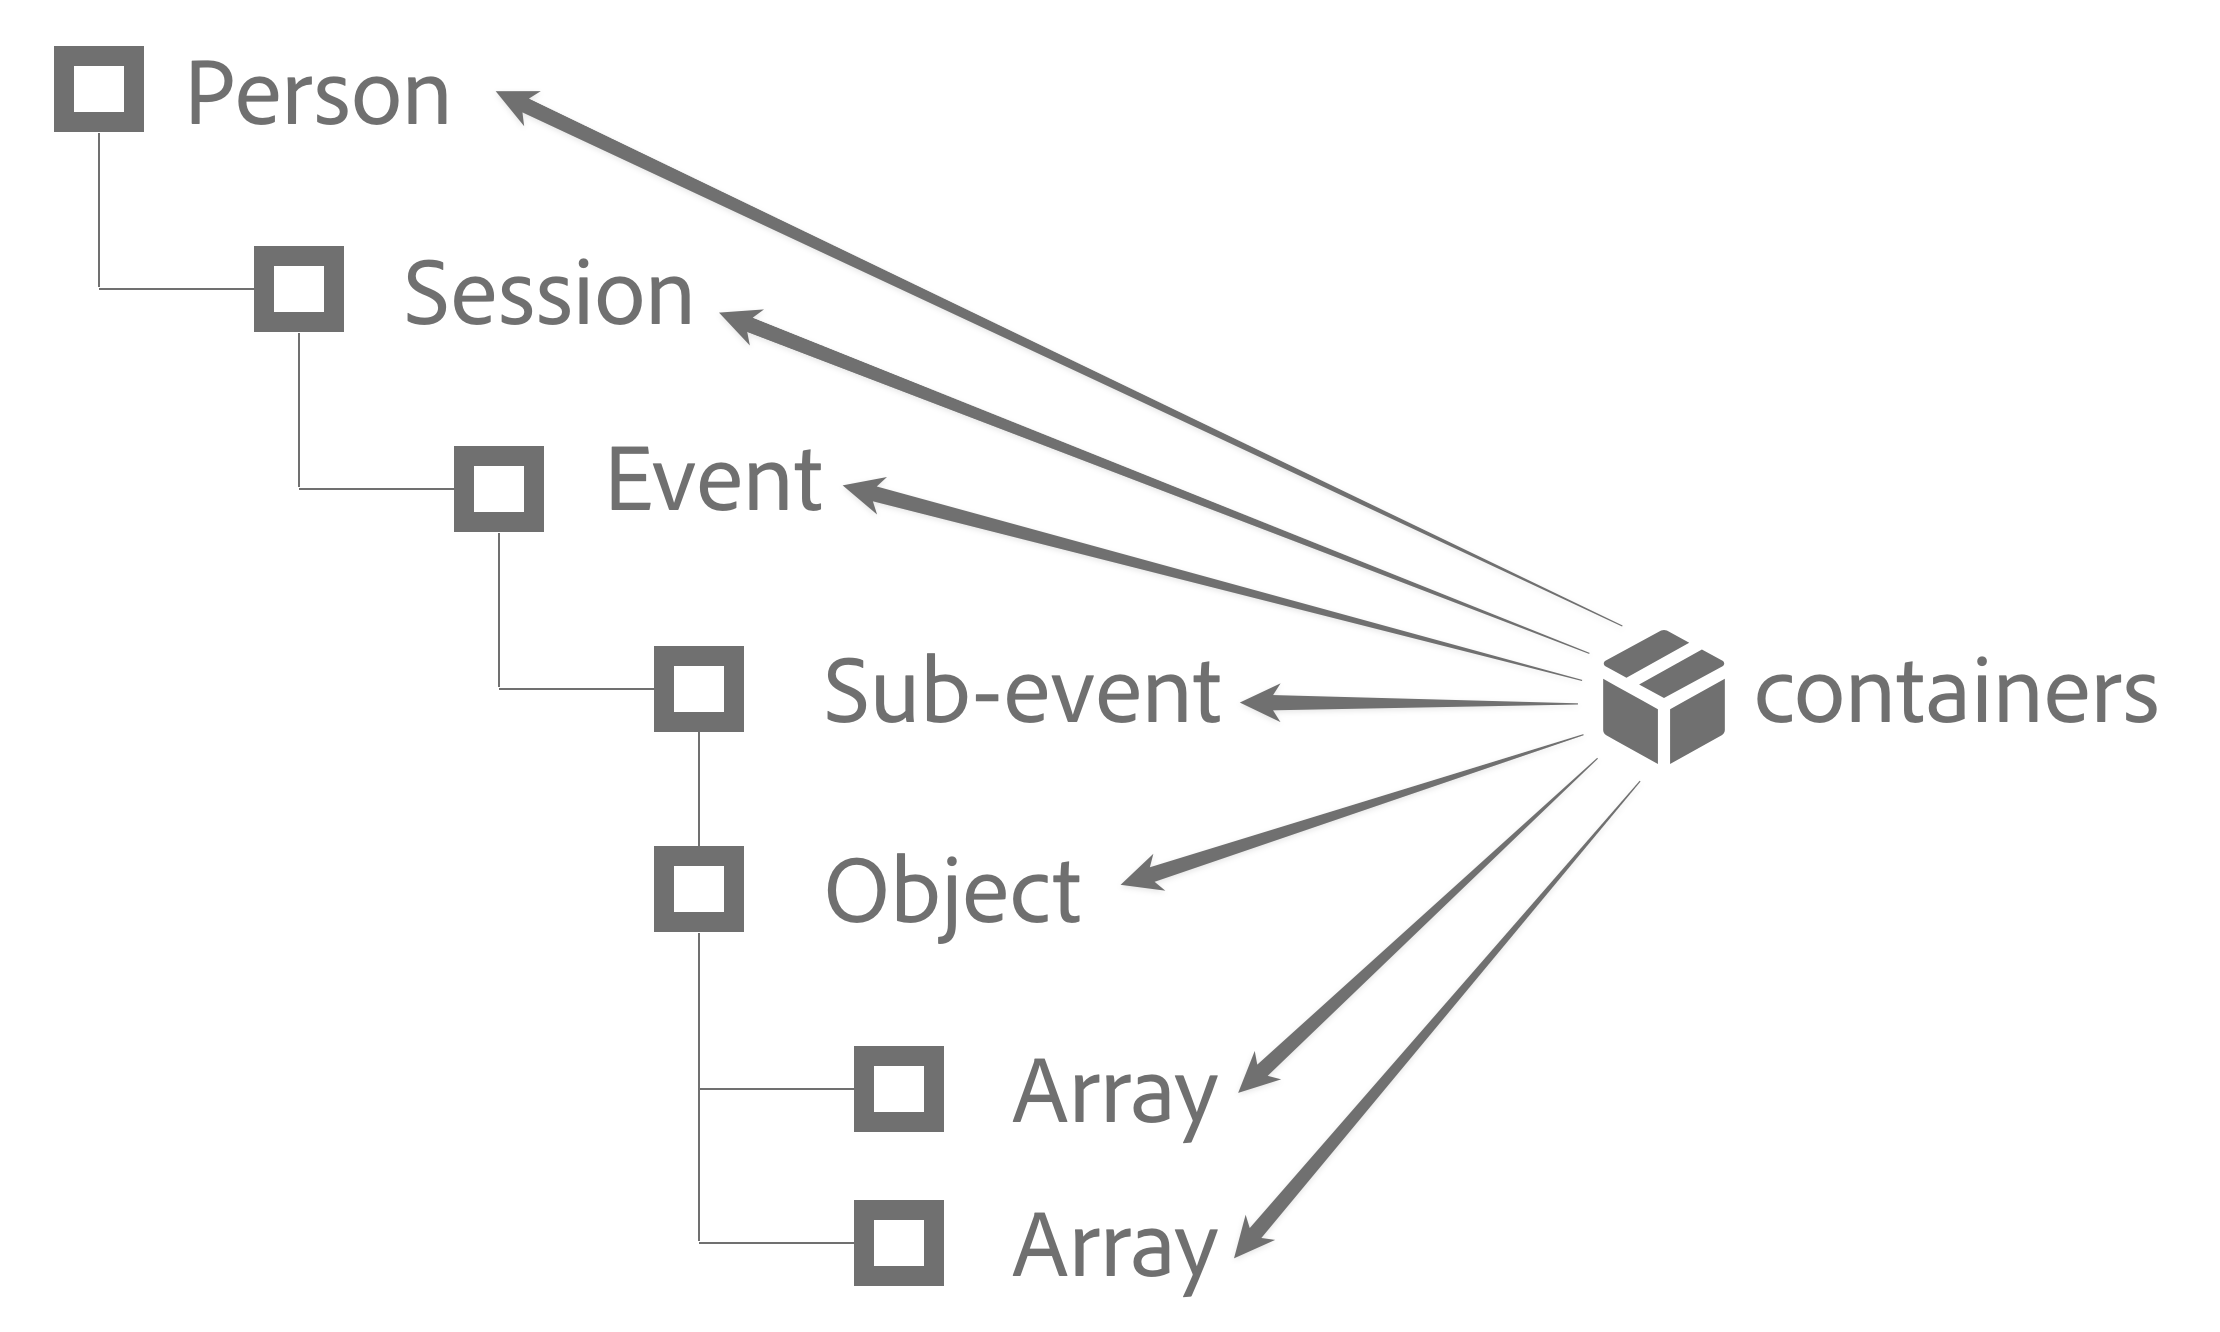 Person
Session
Event
Sub-event
containers
Object
Array
Array